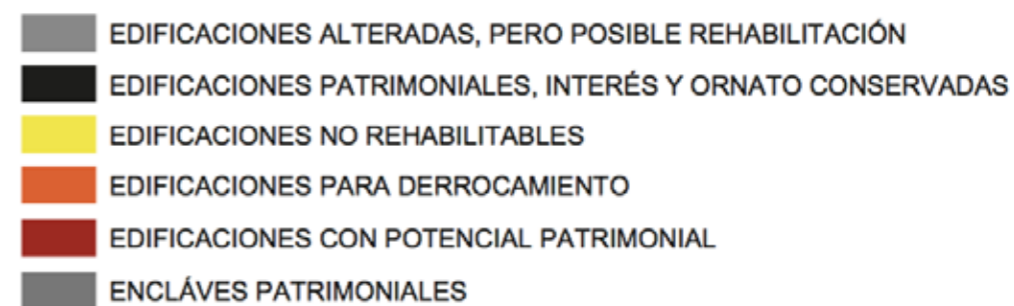 EDIFICACIONES ALTERADAS, PERO POSIBLE REHABILITACIÓN
EDIFICACIONES PATRIMONIALES, INTERÉS Y ORNATO CONSERVADAS
EDIFICACIONES NO REHABILITABLES
EDIFICACIONES PARA DERROCAMIENTO
EDIFICACIONES CON POTENCIAL PATRIMONIAL
ENCLÁVES PATRIMONIALES